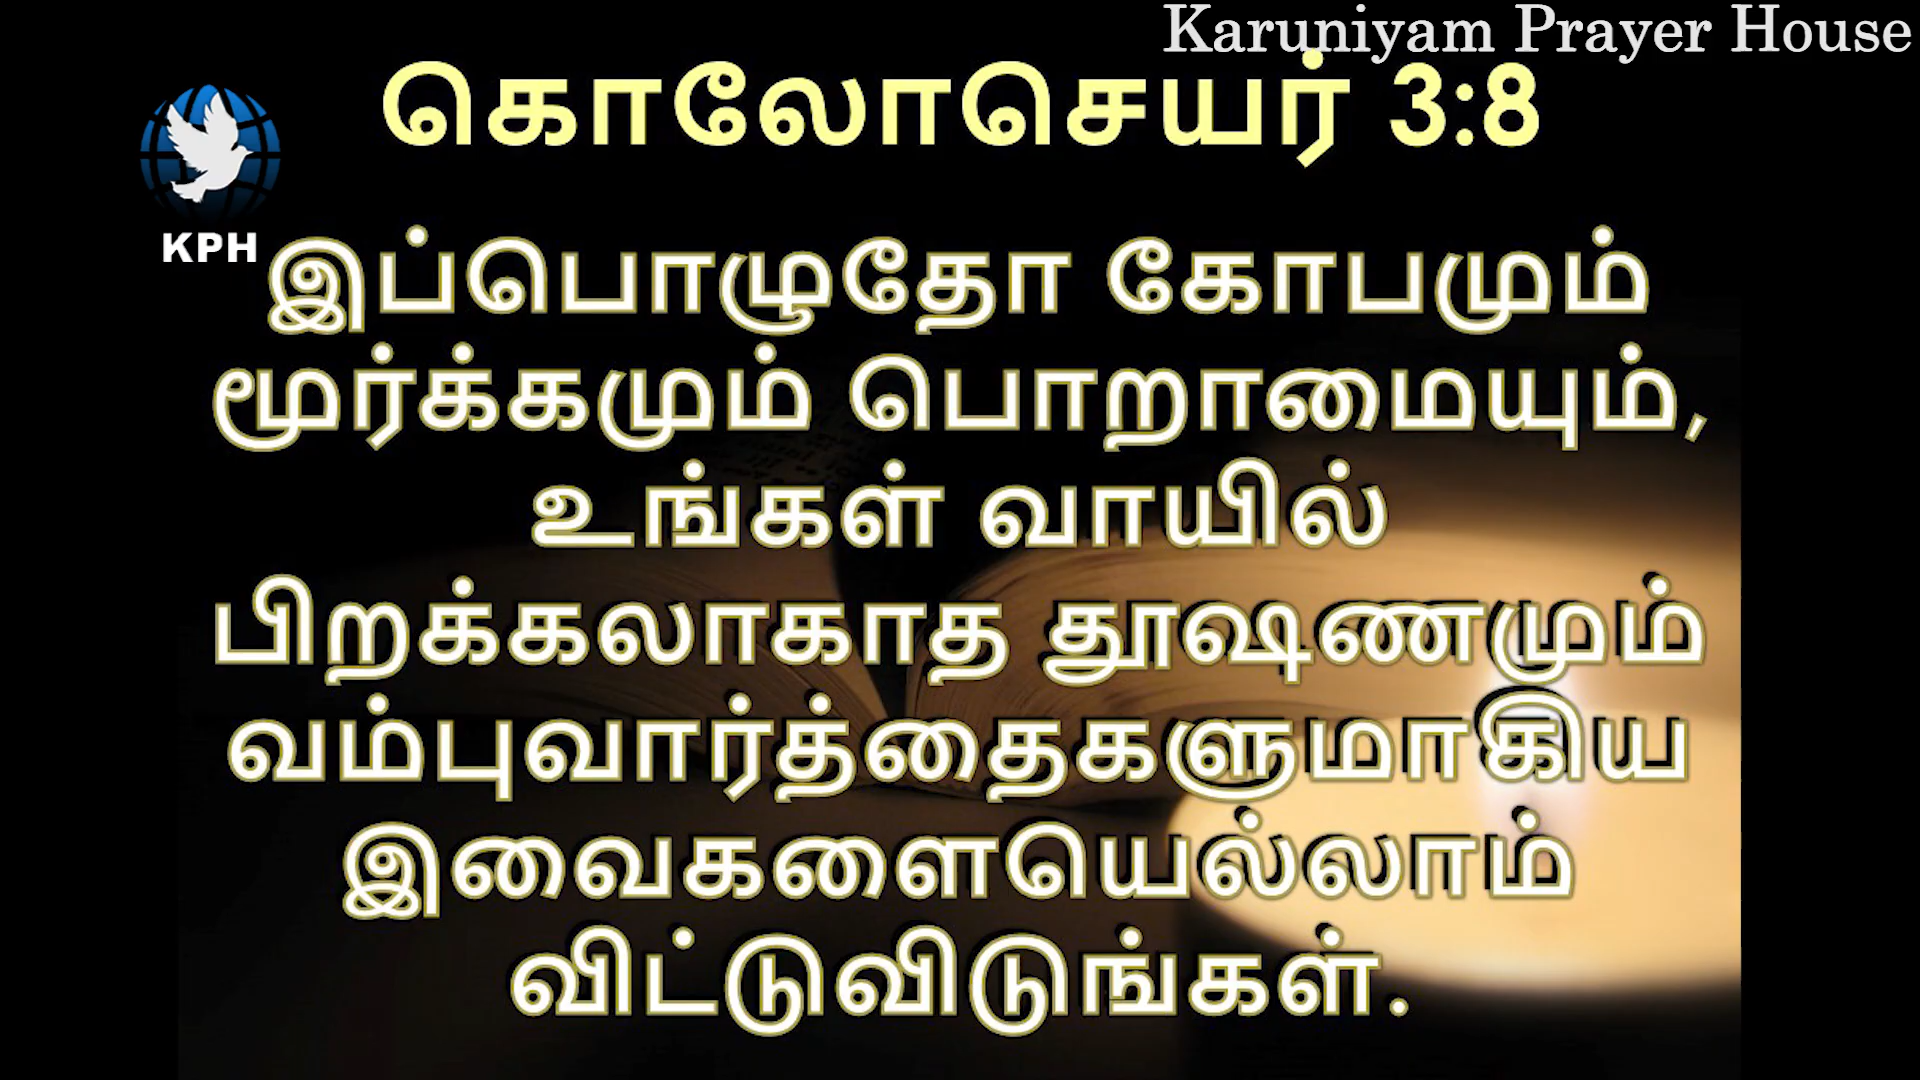 Karuniyam Prayer House
கொலோசெயர் 3:8
KPH
இப்பொழுதோ கோபமும்
மூர்க்கமும் பொறாமையும்,
உங்கள் வாயில்
பிறக்கலாகாத தூஷணமும்
வம்புவார்த்தைகளுமாகிய
இவைகளையெல்லாம்
விட்டுவிடுங்கள்.